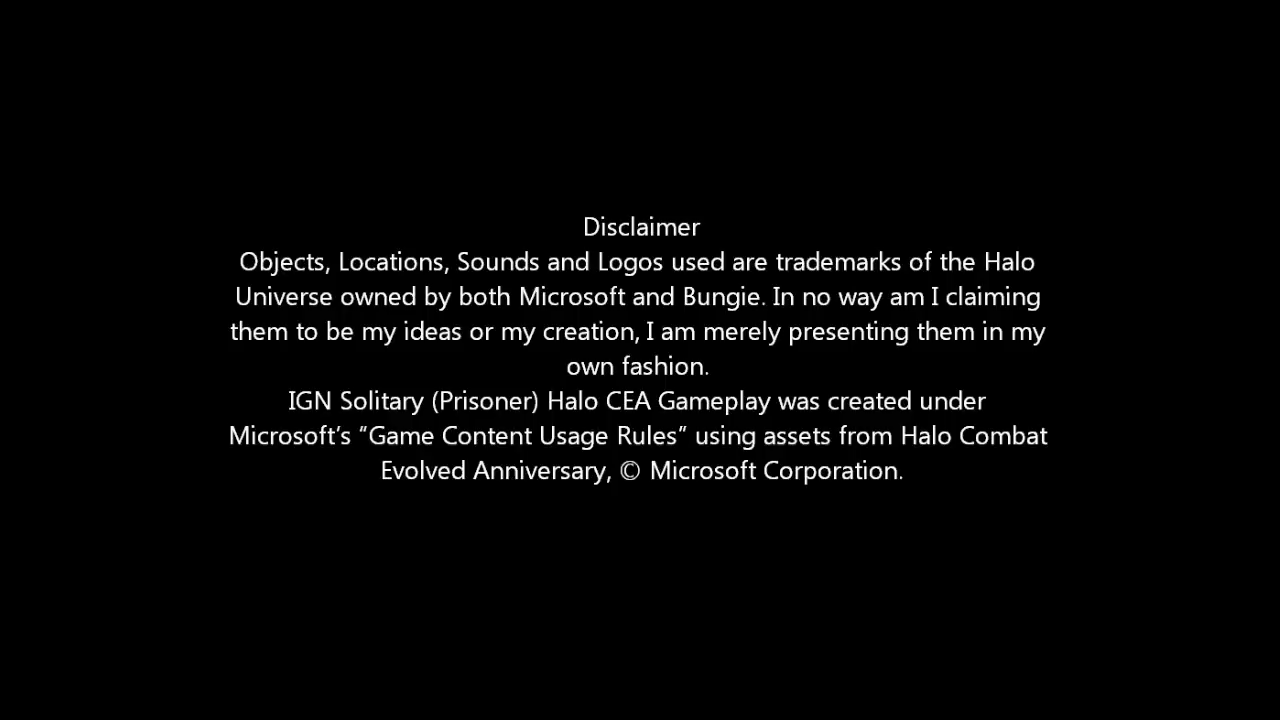 Disclaimer
Objects, Locations, Sounds and Logos used are trademarks of the Halo
Universe owned by both Microsoft and Bungie. In no way am I claiming
them to be my ideas or my creation, I am merely presenting them in my
own fashion.
IGN Solitary (Prisoner) Halo CEA Gameplay was created under
Microsoft’s “Game Content Usage Rules” using assets from Halo Combat
Evolved Anniversary, © Microsoft Corporation.